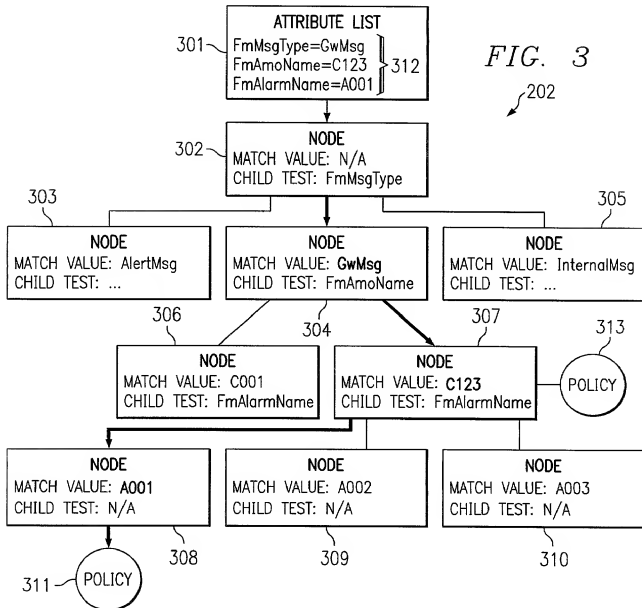 ATTRIBUTE LIST
301
FmMsgType=GwMsg
FmAmoName=C123
FmAlarmName=A001
312
FIG. 3
202
NODE
302
MATCH VALUE: N/A
CHILD TEST: FmMsgType
303
305
NODE
MATCH VALUE: AlertMsg
CHILD TEST: ...
NODE
MATCH VALUE: GwMsg
CHILD TEST: FmAmoName
NODE
MATCH VALUE: InternalMsg
CHILD TEST: ...
306
304
307
313
NODE
MATCH VALUE: C001
CHILD TEST: FmAlarmName
NODE
MATCH VALUE: C123
CHILD TEST: FmAlarmName
POLICY
NODE
MATCH VALUE: A001
CHILD TEST: N/A
NODE
MATCH VALUE: A002
CHILD TEST: N/A
NODE
MATCH VALUE: A003
CHILD TEST: N/A
308
309
310
311
POLICY